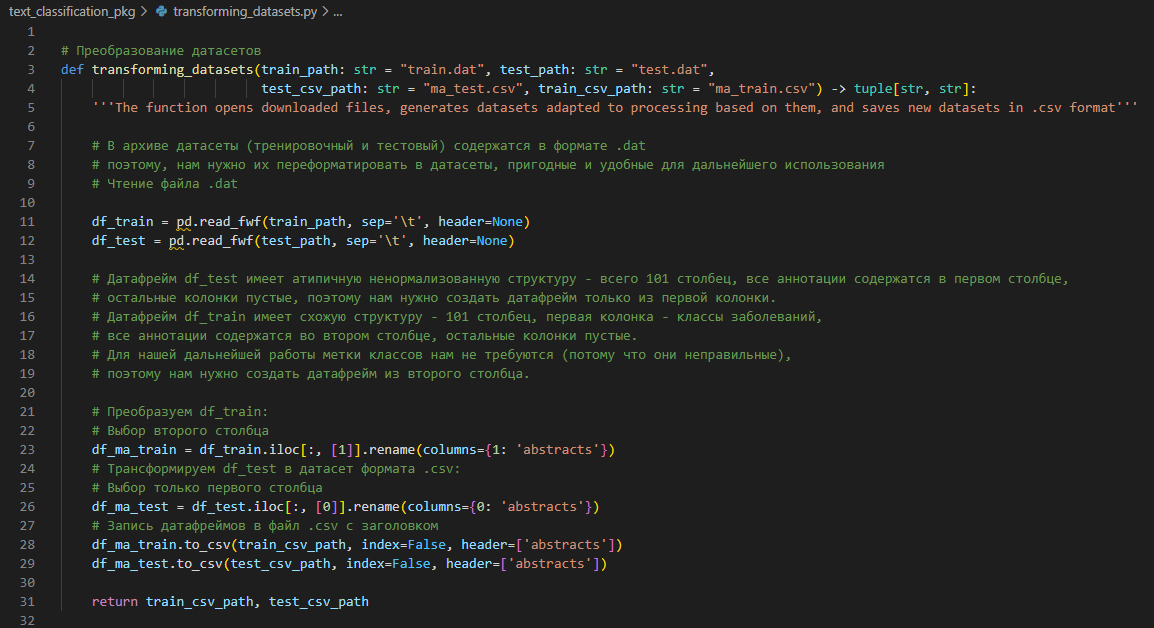 text_classification_pkg > transforming_datasets.py > ...
1
2 # Преобразование датасетов
3 def transforming_datasets(train_path: str = "train.dat", test_path: str = "test.dat",
4 test_csv_path: str = "ma_test.csv", train_csv_path: str = "ma_train.csv") -> tuple[str, str]:
5 '''The function opens downloaded files, generates datasets adapted to processing based on them, and saves new datasets in .csv format'''
6
7 # В архиве датасеты (тренировочный и тестовый) содержатся в формате .dat
8 # поэтому, нам нужно их переформатировать в датасеты, пригодные и удобные для дальнейшего использования
9 # Чтение файла .dat
10
11 df_train = pd.read_fwf(train_path, sep='\t', header=None)
12 df_test = pd.read_fwf(test_path, sep='\t', header=None)
13
14 # Датафрейм df_test имеет атипичную ненормализованную структуру - всего 101 столбец, все аннотации содержатся в первом столбце,
15 # остальные колонки пустые, поэтому нам нужно создать датафрейм только из первой колонки.
16 # Датафрейм df_train имеет схожую структуру - 101 столбец, первая колонка - классы заболеваний,
17 # все аннотации содержатся во втором столбце, остальные колонки пустые.
18 # Для нашей дальнейшей работы метки классов нам не требуются (потому что они неправильные),
19 # поэтому нам нужно создать датафрейм из второго столбца.
20
21 # Преобразуем df_train:
22 # Выбор второго столбца
23 df_ma_train = df_train.iloc[:, [1]].rename(columns={1: 'abstracts'})
24 # Трансформируем df_test в датасет формата .csv:
25 # Выбор только первого столбца
26 df_ma_test = df_test.iloc[:, [0]].rename(columns={0: 'abstracts'})
27 # Запись датафреймов в файл .csv с заголовком
28 df_ma_train.to_csv(train_csv_path, index=False, header=['abstracts'])
29 df_ma_test.to_csv(test_csv_path, index=False, header=['abstracts'])
30
31 return train_csv_path, test_csv_path
32